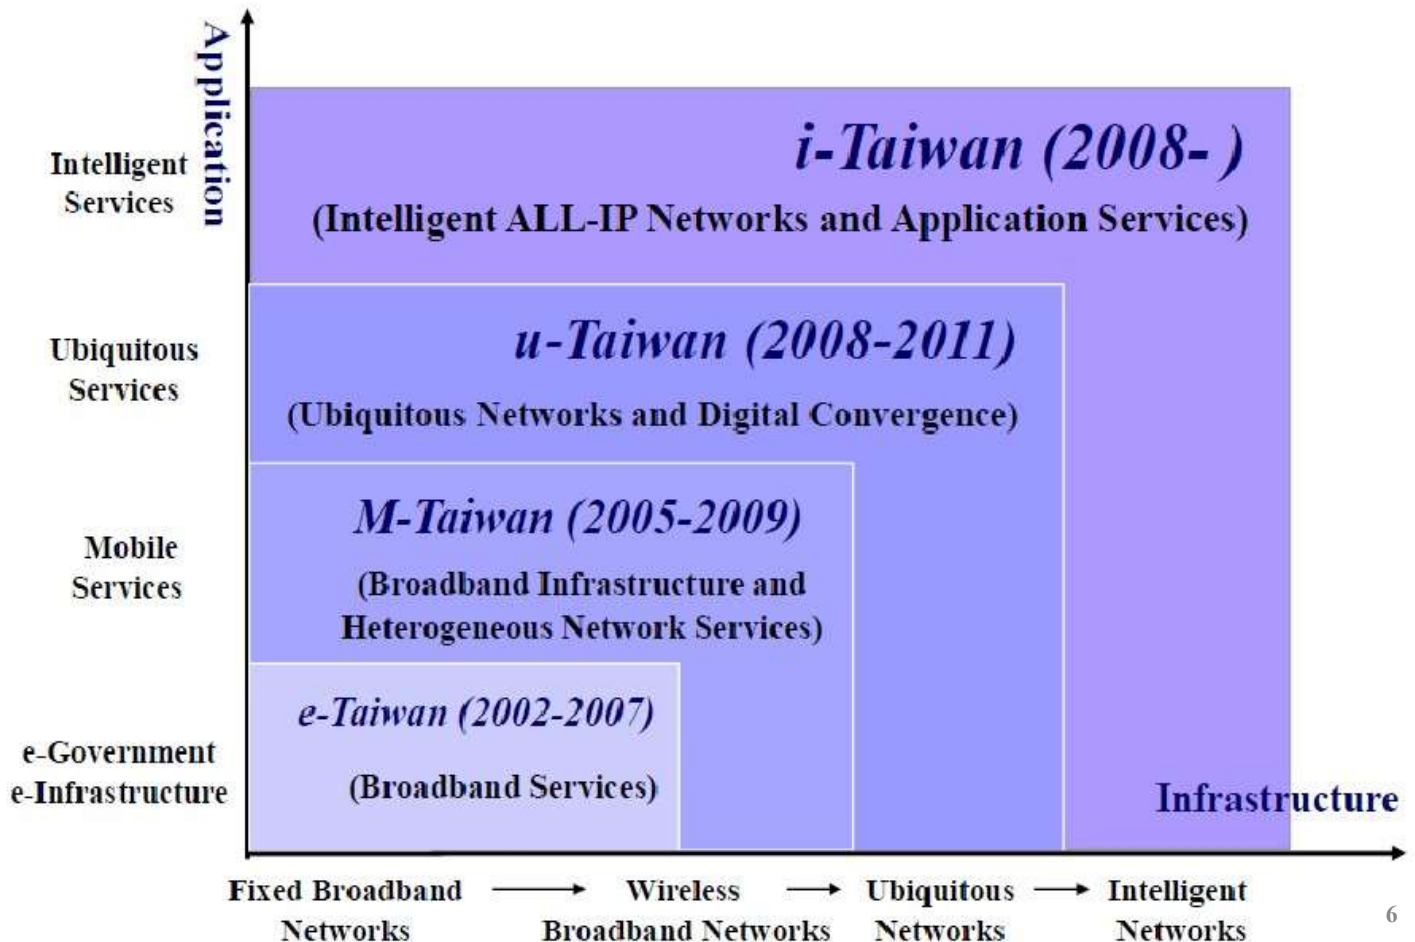 Application
i-Taiwan (2008- )
(Intelligent ALL-IP Networks and Application Services)
Intelligent
Services
u-Taiwan (2008-2011)
(Ubiquitous Networks and Digital Convergence)
Ubiquitous
Services
M-Taiwan (2005-2009)
(Broadband Infrastructure and
Heterogeneous Network Services)
Mobile
Services
e-Taiwan (2002-2007)
(Broadband Services)
e-Government
e-Infrastructure
Infrastructure
Fixed Broadband
Networks
Wireless
Broadband Networks
Ubiquitous
Networks
Intelligent
Networks
6